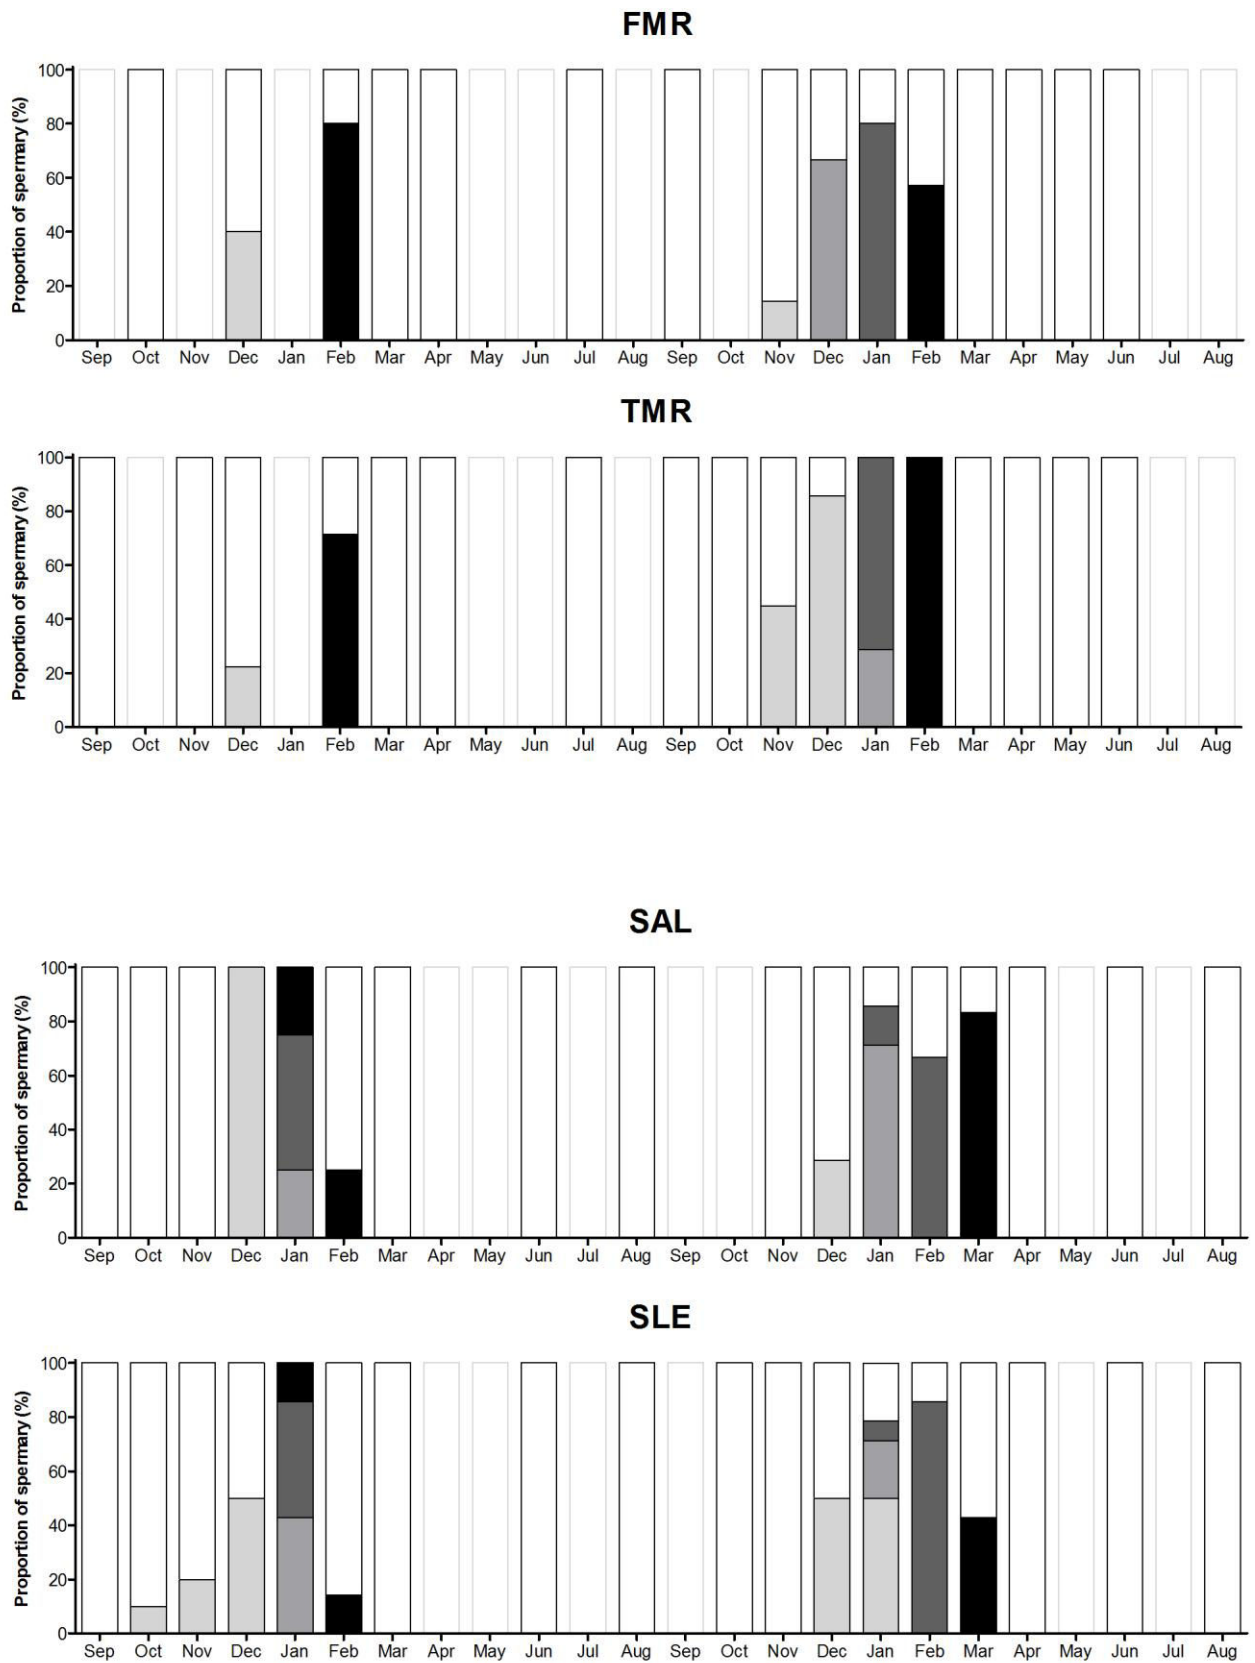 FMR
Proportion of spermary (%)
100
80
60
40
20
0
Sep Oct Nov Dec Jan Feb Mar Apr May Jun Jul Aug Sep Oct Nov Dec Jan Feb Mar Apr May Jun Jul Aug
TMR
Proportion of spermary (%)
100
80
60
40
20
0
Sep Oct Nov Dec Jan Feb Mar Apr May Jun Jul Aug Sep Oct Nov Dec Jan Feb Mar Apr May Jun Jul Aug
SAL
Proportion of spermary (%)
100
80
60
40
20
0
Sep Oct Nov Dec Jan Feb Mar Apr May Jun Jul Aug Sep Oct Nov Dec Jan Feb Mar Apr May Jun Jul Aug
SLE
Proportion of spermary (%)
100
80
60
40
20
0
Sep Oct Nov Dec Jan Feb Mar Apr May Jun Jul Aug Sep Oct Nov Dec Jan Feb Mar Apr May Jun Jul Aug